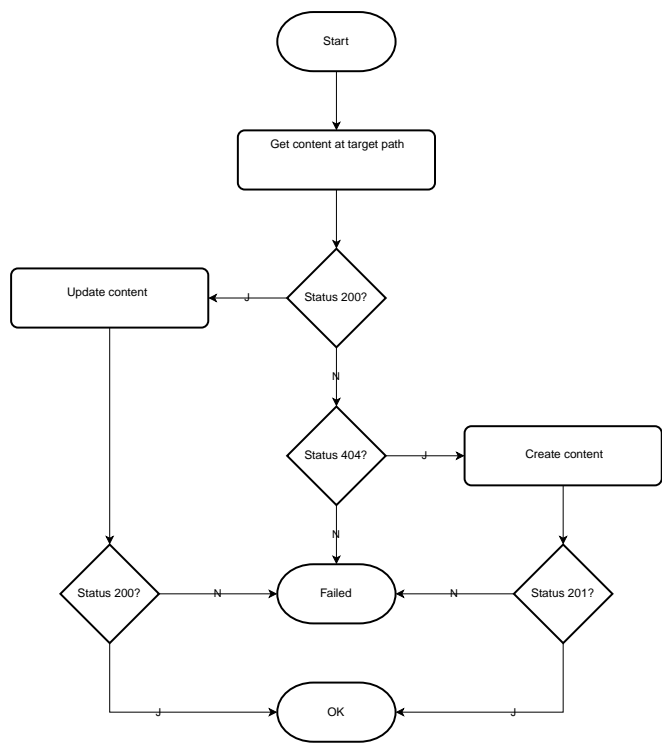 Start
Get content at target path
Update content
J
Status 200?
N
Status 404?
J
Create content
N
Status 200?
N
Failed
N
Status 201?
J
OK
J